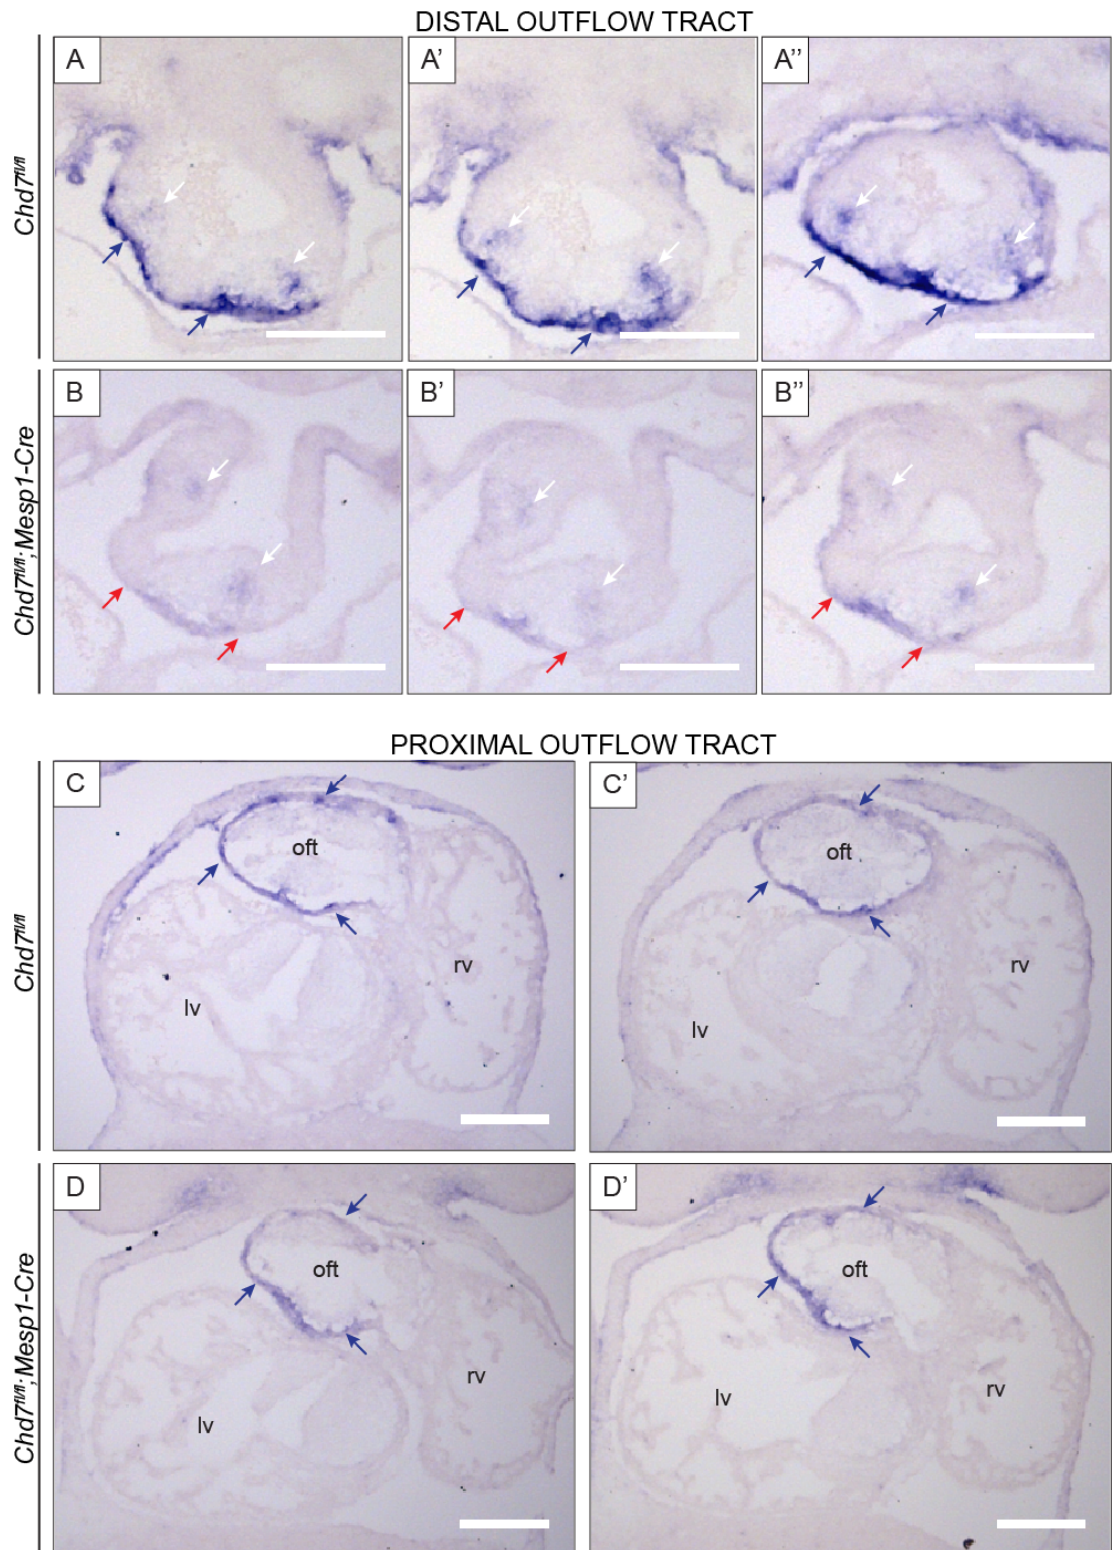 DISTAL OUTFLOW TRACT
Chd7fl/fl
A
A'
A''
Chd7fl/fl;Mesp1-Cre
B
B'
B''
PROXIMAL OUTFLOW TRACT
Chd7fl/fl
C
oft
rv
lv
C'
oft
rv
lv
Chd7fl/fl;Mesp1-Cre
D
oft
rv
lv
D'
oft
rv
lv